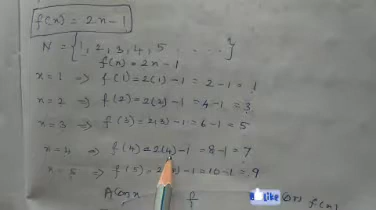 f(x) = 2x-1
N = {1, 2, 3, 4, 5, . . . . }
f(x) = 2x-1
x=1 ⇒ f(1) = 2(1)-1 = 2-1 = 1
x=2 ⇒ f(2) = 2(2)-1 = 4-1 = 3
x=3 ⇒ f(3) = 2(3)-1 = 6-1 = 5
x=4 ⇒ f(4) = 2(4)-1 = 8-1 = 7
x=5 ⇒ f(5) = 2 -1 = 10-1 = 9
Like f(x)